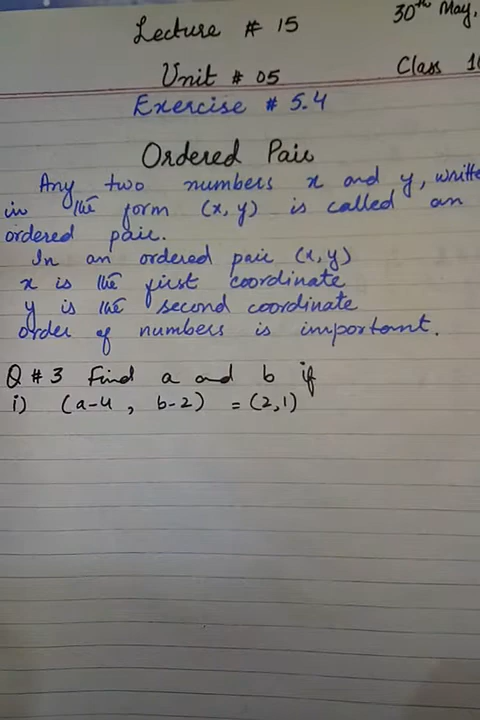 Lecture # 15
30th May,
Unit # 05
Class
Exercise # 5.4
Ordered Pair
Any two numbers x and y, writte
in the form (x, y) is called an
ordered pair.
In an ordered pair (x, y)
x is the first coordinate
y is the second coordinate
order of numbers is important.
Q # 3 Find a and b if
i) (a-4 , b-2) = (2,1)